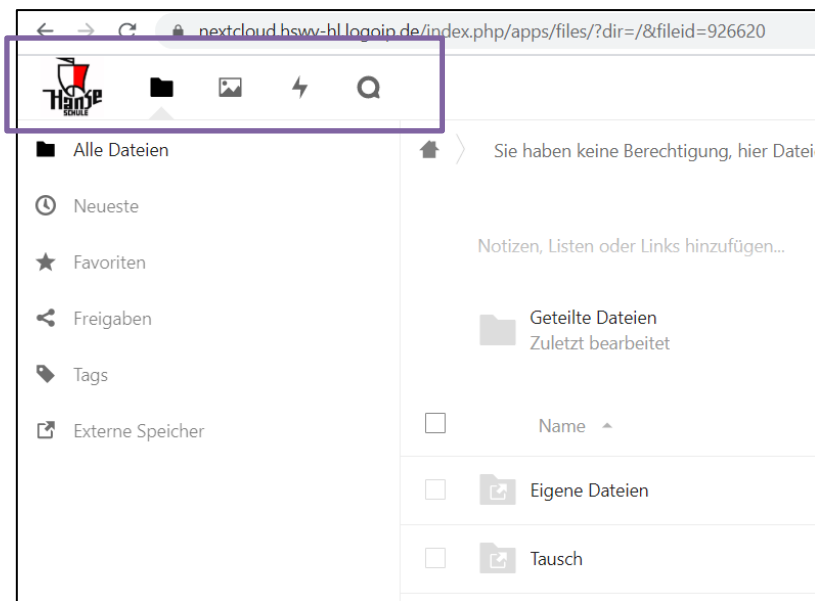 nextcloud.hswv-hl.logoip.de/index.php/apps/files/?dir=/&fileid=926620
Hanse
SCHULE
Alle Dateien
Neueste
Favoriten
Freigaben
Tags
Externe Speicher
Sie haben keine Berechtigung, hier
Notizen, Listen oder Links hinzufügen...
Geteilte Dateien
Zuletzt bearbeitet
Name
Eigene Dateien
Tausch